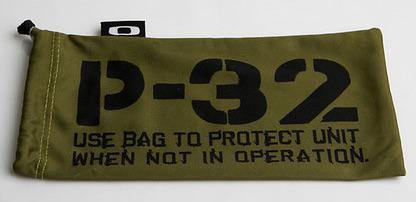 P-32
USE BAG TO PROTECT UNIT
WHEN NOT IN OPERATION.